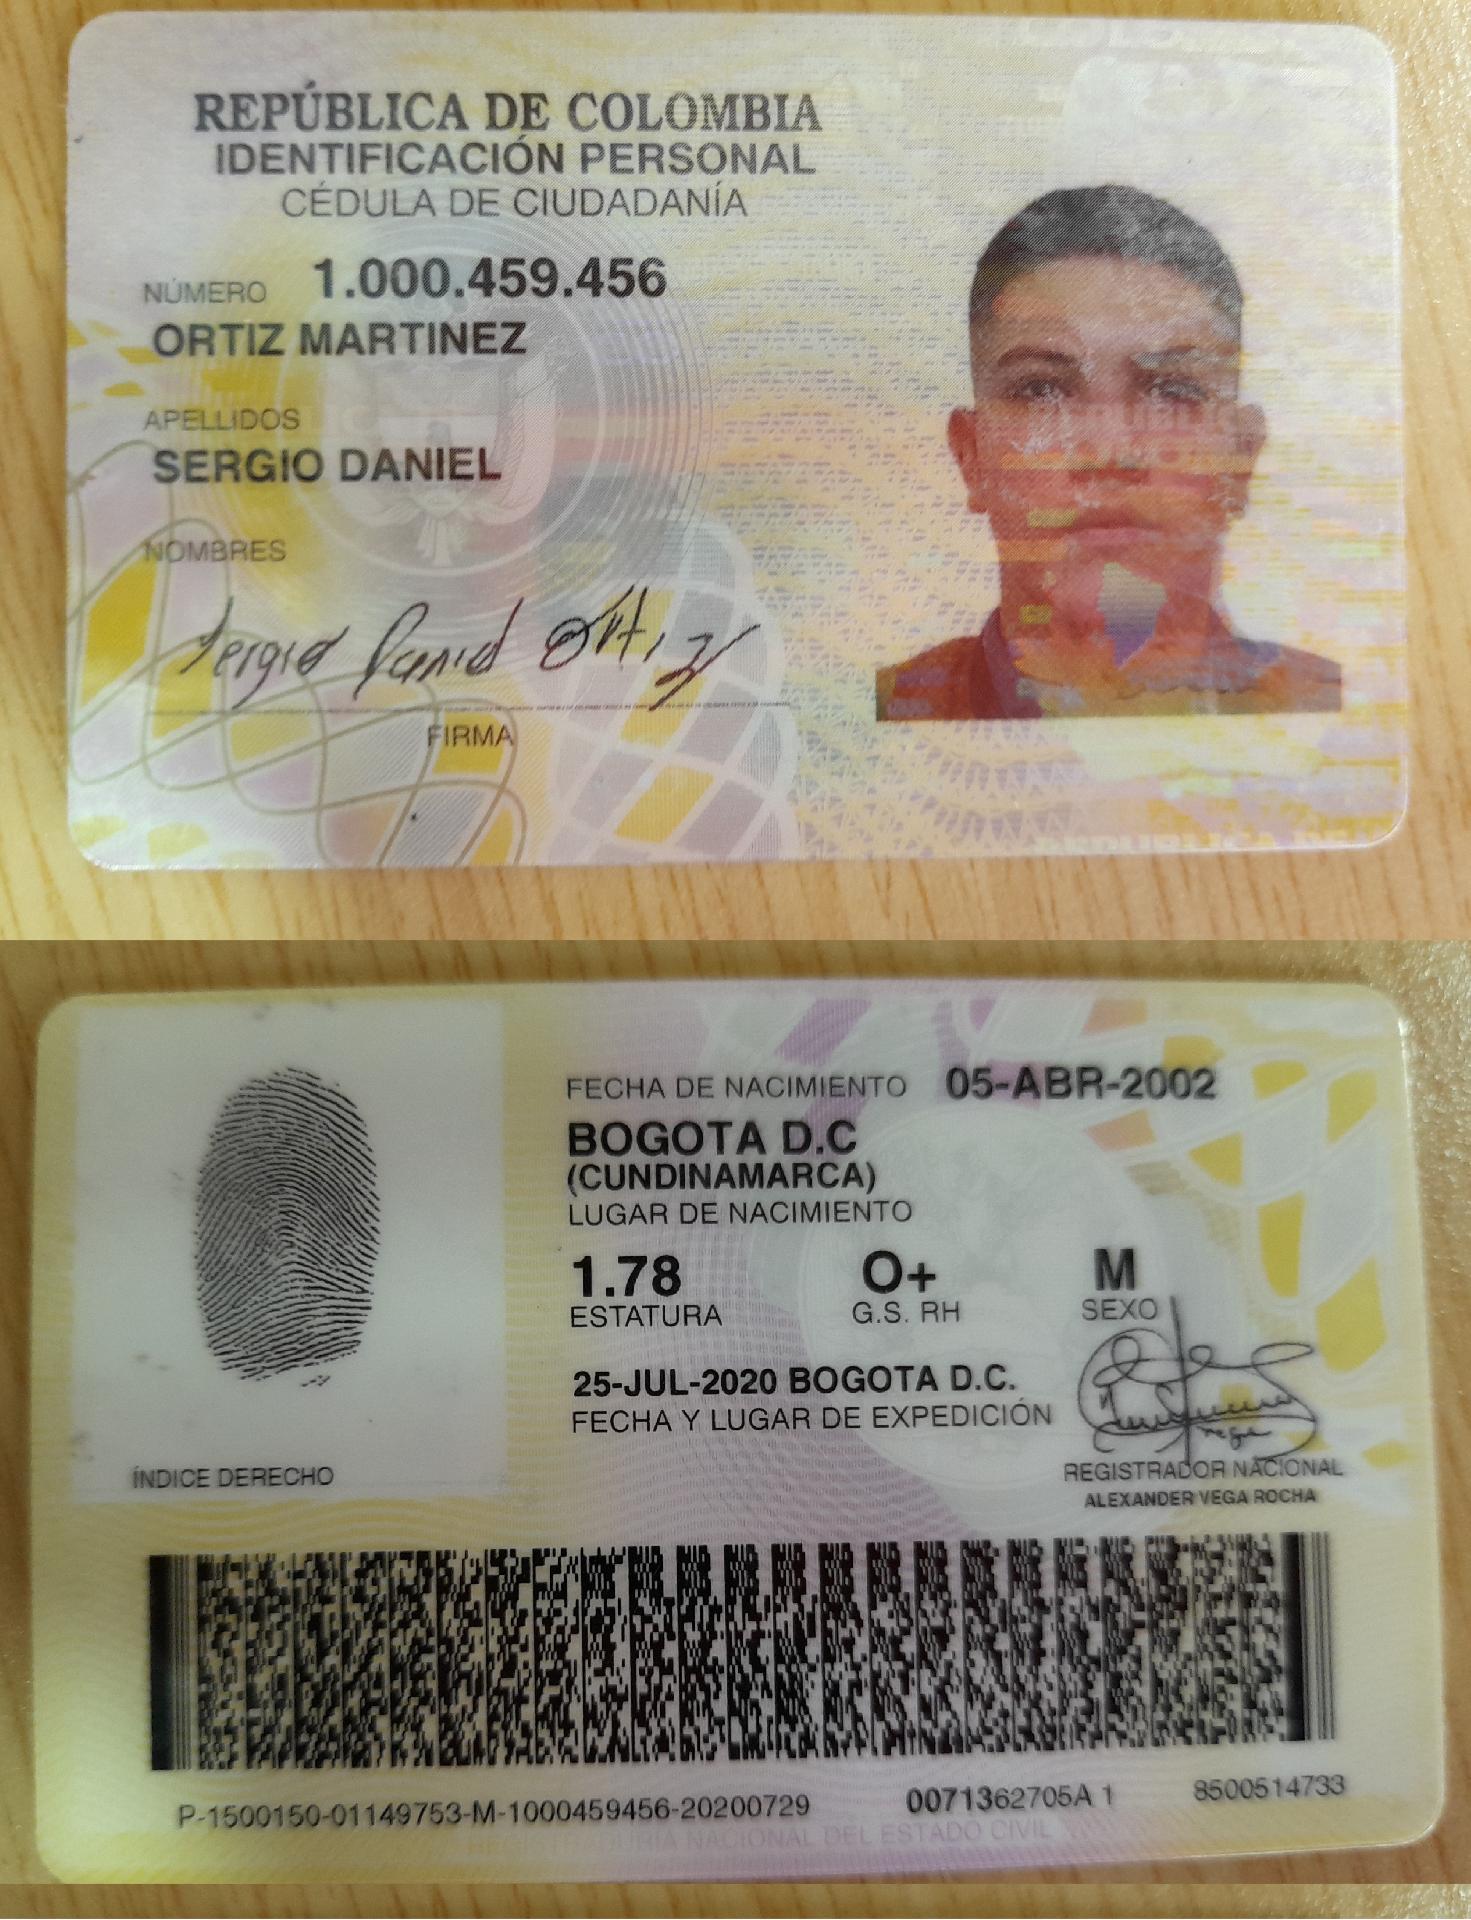 REPÚBLICA DE COLOMBIA
IDENTIFICACIÓN PERSONAL
CÉDULA DE CIUDADANÍA
NÚMERO 1.000.459.456
ORTIZ MARTINEZ
APELLIDOS
SERGIO DANIEL
NOMBRES
Sergio Daniel Ortiz
FIRMA
FECHA DE NACIMIENTO 05-ABR-2002
BOGOTA D.C
(CUNDINAMARCA)
LUGAR DE NACIMIENTO
1.78 O+ M
ESTATURA G.S. RH SEXO
25-JUL-2020 BOGOTA D.C.
FECHA Y LUGAR DE EXPEDICIÓN
ÍNDICE DERECHO
REGISTRADOR NACIONAL
ALEXANDER VEGA ROCHA
P-1500150-01149753-M-1000459456-20200729 0071362705A 1 8500514733
REGISTRADURÍA NACIONAL DEL ESTADO CIVIL